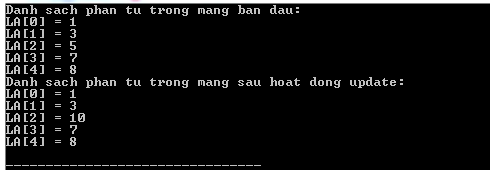 Danh sach phan tu trong mang ban dau:
LA[0] = 1
LA[1] = 3
LA[2] = 5
LA[3] = 7
LA[4] = 8
Danh sach phan tu trong mang sau hoat dong update:
LA[0] = 1
LA[1] = 3
LA[2] = 10
LA[3] = 7
LA[4] = 8
--------------------------------